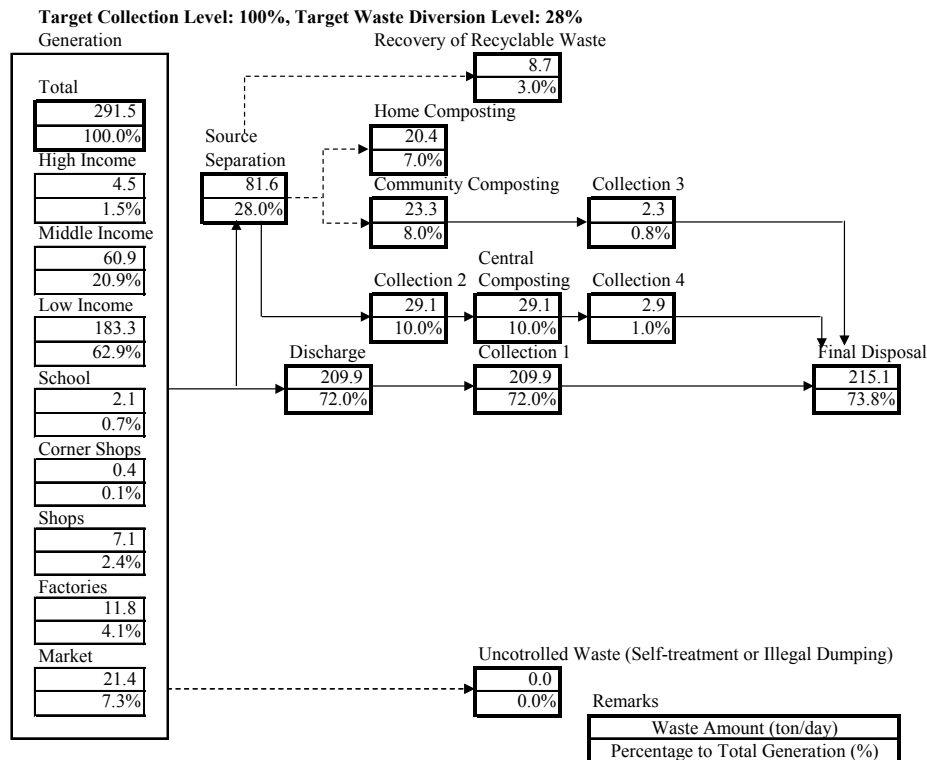 Target Collection Level: 100%, Target Waste Diversion Level: 28%
Generation
Total
291.5
100.0%
High Income
4.5
1.5%
Middle Income
60.9
20.9%
Low Income
183.3
62.9%
School
2.1
0.7%
Corner Shops
0.4
0.1%
Shops
7.1
2.4%
Factories
11.8
4.1%
Market
21.4
7.3%
Source
Separation
81.6
28.0%
Recovery of Recyclable Waste
8.7
3.0%
Home Composting
20.4
7.0%
Community Composting
23.3
8.0%
Collection 3
2.3
0.8%
Collection 2
29.1
10.0%
Central
Composting
29.1
10.0%
Collection 4
2.9
1.0%
Discharge
209.9
72.0%
Collection 1
209.9
72.0%
Final Disposal
215.1
73.8%
Uncotrolled Waste (Self-treatment or Illegal Dumping)
0.0
0.0%
Remarks
Waste Amount (ton/day)
Percentage to Total Generation (%)